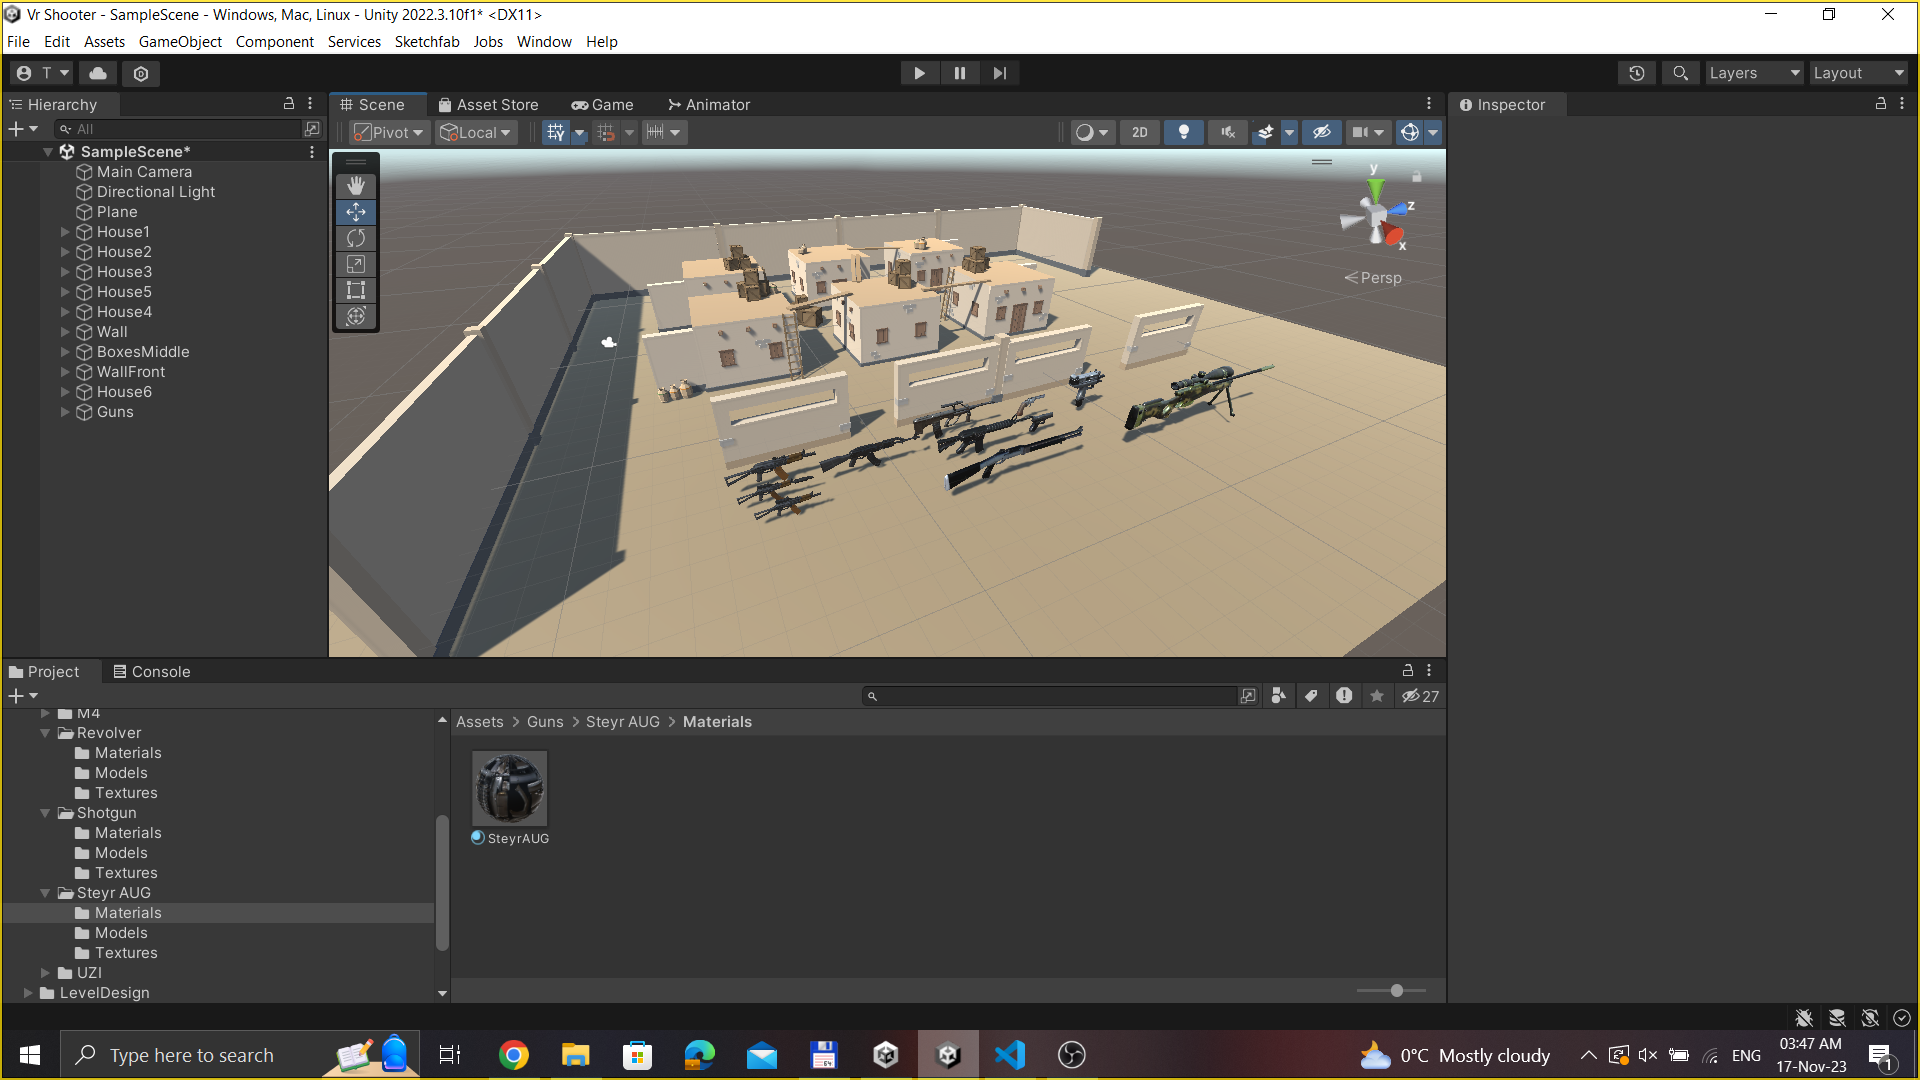 Vr Shooter - SampleScene - Windows, Mac, Linux - Unity 2022.3.10f1* <DX11>
File Edit Assets GameObject Component Services Sketchfab Jobs Window Help
T
Layers Layout
Hierarchy
Scene Asset Store Game Animator
Inspector
All
Pivot Local 2D
SampleScene*
Main Camera
Directional Light
Plane
House1
House2
House3
House5
House4
Wall
BoxesMiddle
WallFront
House6
Guns
y
z
x
Persp
Project Console
27
M4
Revolver
Materials
Models
Textures
Shotgun
Materials
Models
Textures
Steyr AUG
Materials
Models
Textures
UZI
LevelDesign
Assets > Guns > Steyr AUG > Materials
SteyrAUG
Type here to search
64
0°C Mostly cloudy
ENG
03:47 AM
17-Nov-23
1